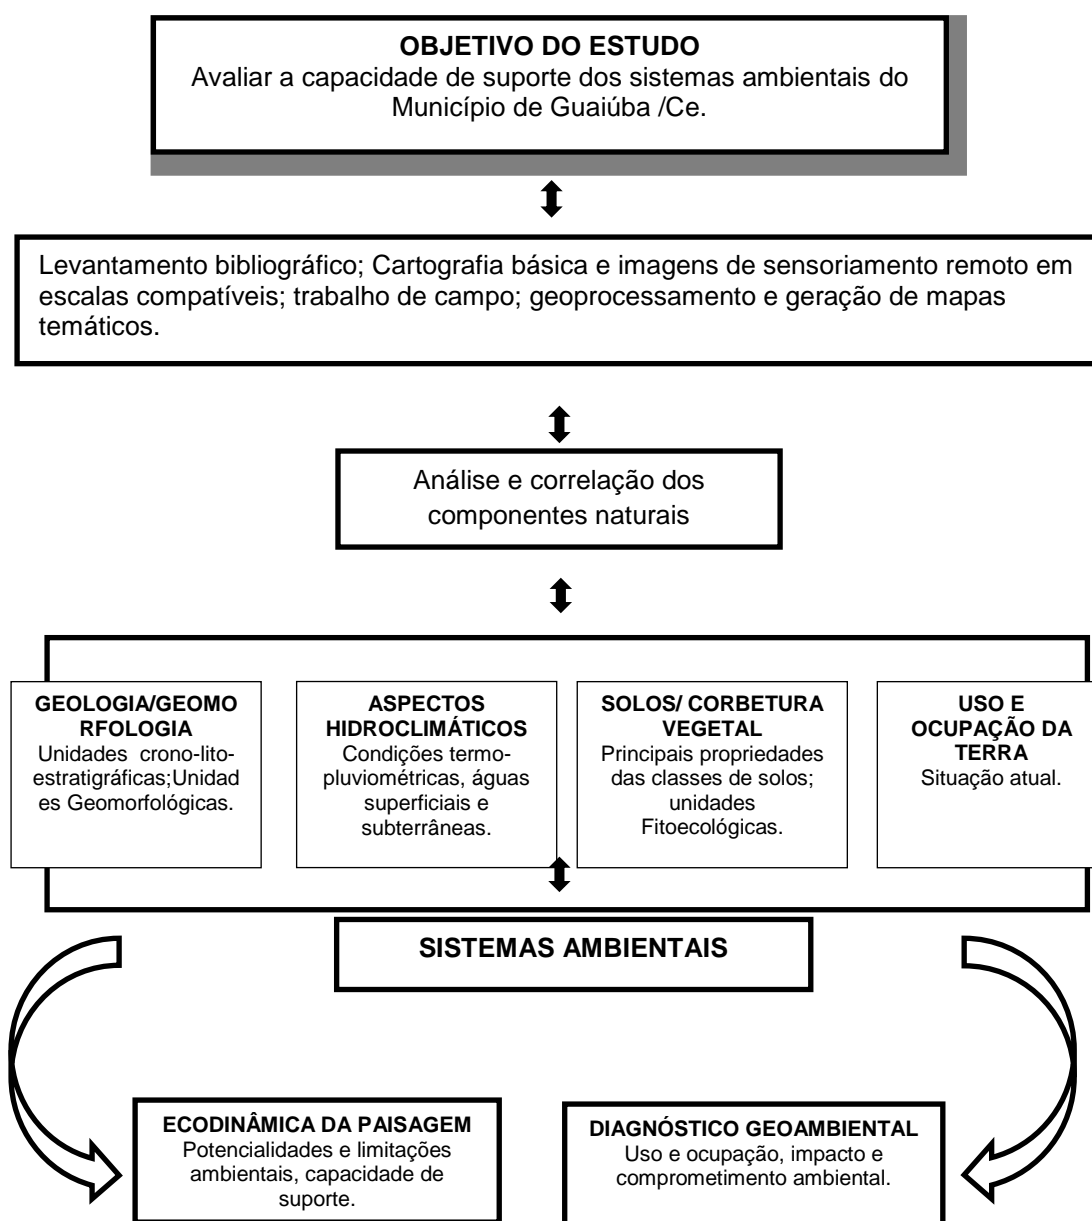 OBJETIVO DO ESTUDO
Avaliar a capacidade de suporte dos sistemas ambientais do
Município de Guaiúba /Ce.
Levantamento bibliográfico; Cartografia básica e imagens de sensoriamento remoto em
escalas compatíveis; trabalho de campo; geoprocessamento e geração de mapas
temáticos.
Análise e correlação dos
componentes naturais
GEOLOGIA/GEOMO
RFOLOGIA
Unidades crono-lito-
estratigráficas;Unidad
es Geomorfológicas.
ASPECTOS
HIDROCLIMÁTICOS
Condições termo-
pluviométricas, águas
superficiais e
subterrâneas.
SOLOS/ CORBETURA
VEGETAL
Principais propriedades
das classes de solos;
unidades
Fitoecológicas.
USO E
OCUPAÇÃO DA
TERRA
Situação atual.
SISTEMAS AMBIENTAIS
ECODINÂMICA DA PAISAGEM
Potencialidades e limitações
ambientais, capacidade de
suporte.
DIAGNÓSTICO GEOAMBIENTAL
Uso e ocupação, impacto e
comprometimento ambiental.